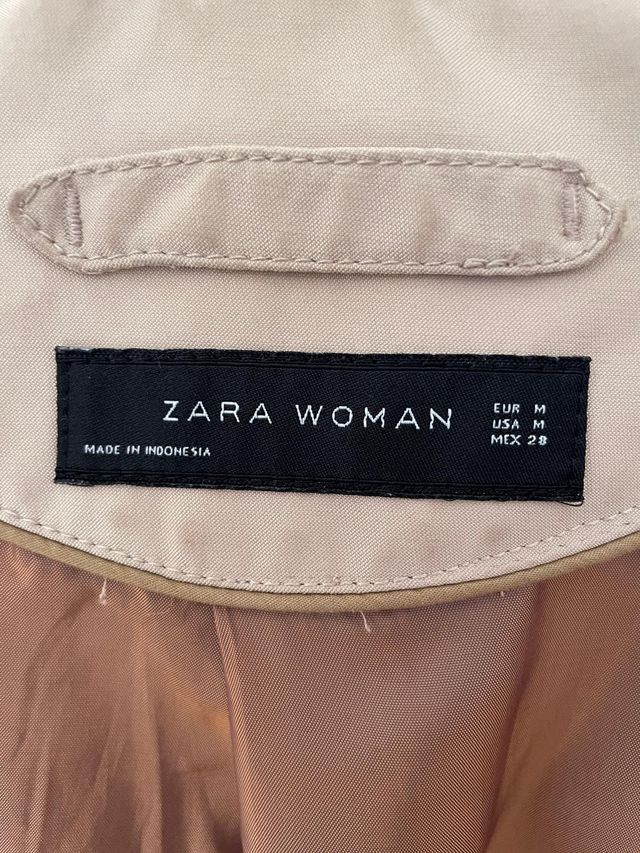 ZARA WOMAN
EUR M
USA M
MEX 28
MADE IN INDONESIA